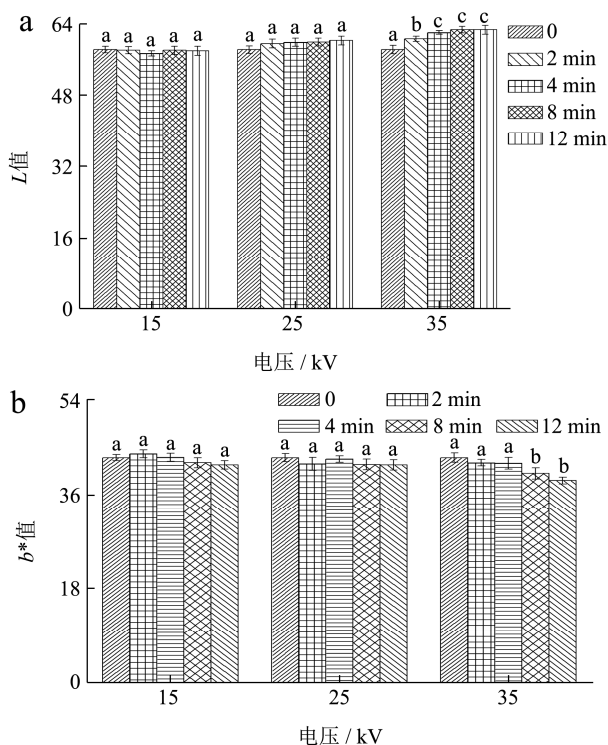 a
64
48
32
16
0
L值
a a a a a
a a a a a
a b c c c
0
2 min
4 min
8 min
12 min
15 25 35
电压 / kV
b
54
36
18
0
b*值
0 2 min
4 min 8 min 12 min
a a a a a
a a a a a
a a a b b
15 25 35
电压 / kV